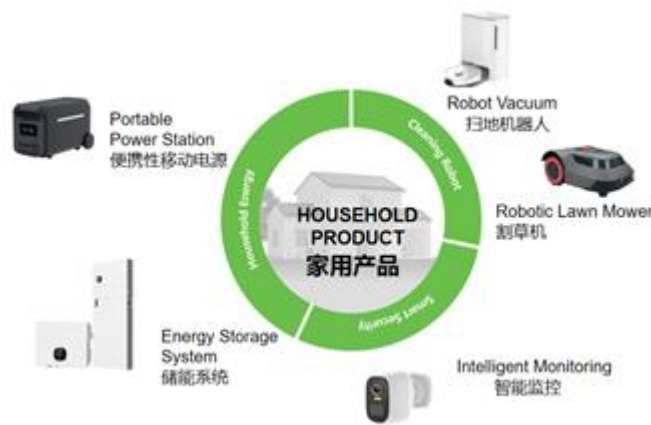 Robot Vacuum
扫地机器人
Portable
Power Station
便携性移动电源
Cleaning Robot
Household Energy
HOUSEHOLD
PRODUCT
家用产品
Robotic Lawn Mower
割草机
Smart Security
Energy Storage
System
储能系统
Intelligent Monitoring
智能监控